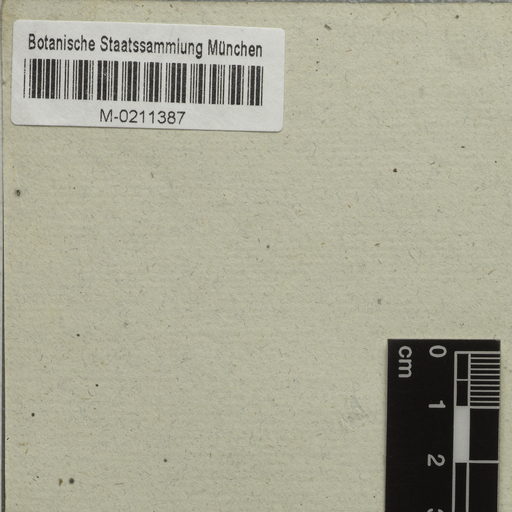 Botanische Staatssammlung München
M-0211387
cm
0
1
2